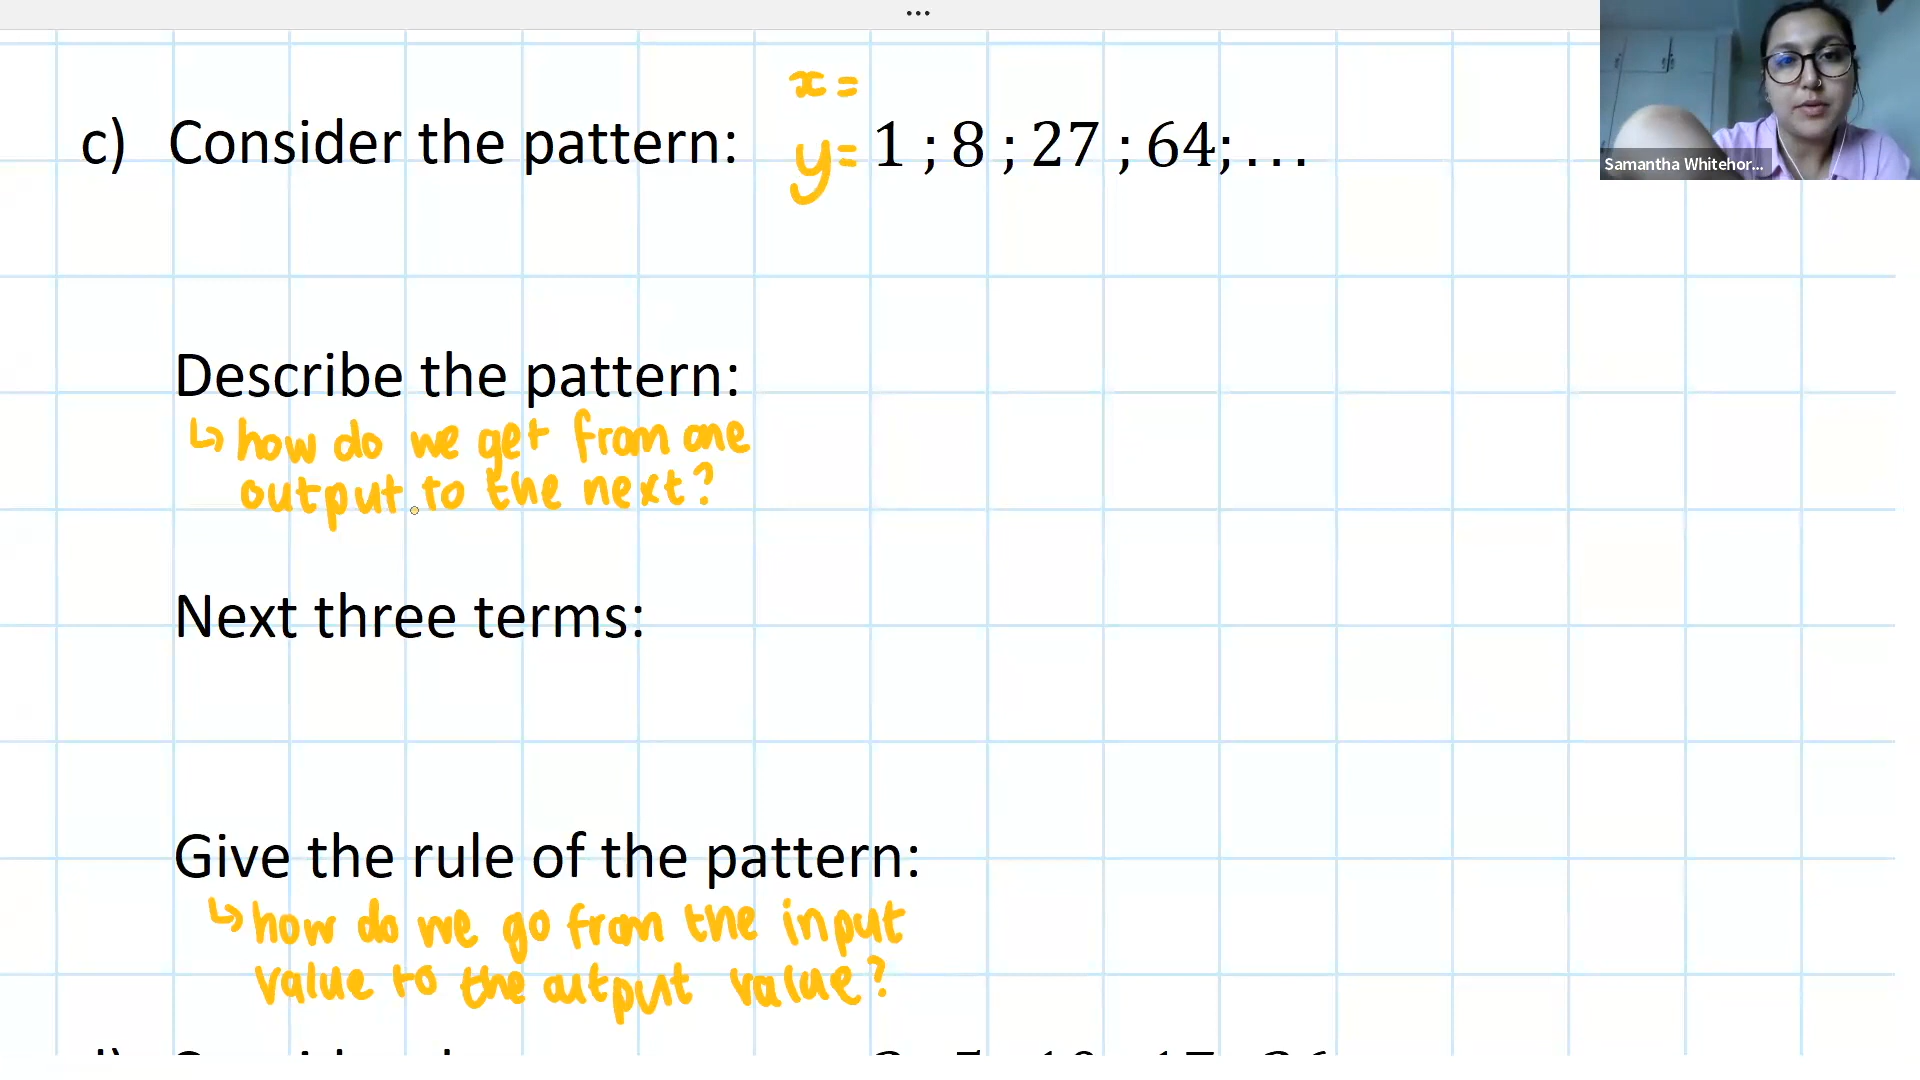 x =
c) Consider the pattern: y= 1 ; 8 ; 27 ; 64; ...
Samantha Whitehor...
Describe the pattern:
↳ how do we get from one
output to the next?
Next three terms:
Give the rule of the pattern:
↳ how do we go from the input
value to the output value?